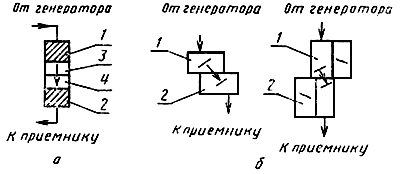 От генератора
От генератора
От генератора
1
3
4
2
1
2
1
2
К приемнику
К приемнику
К приемнику
а
б